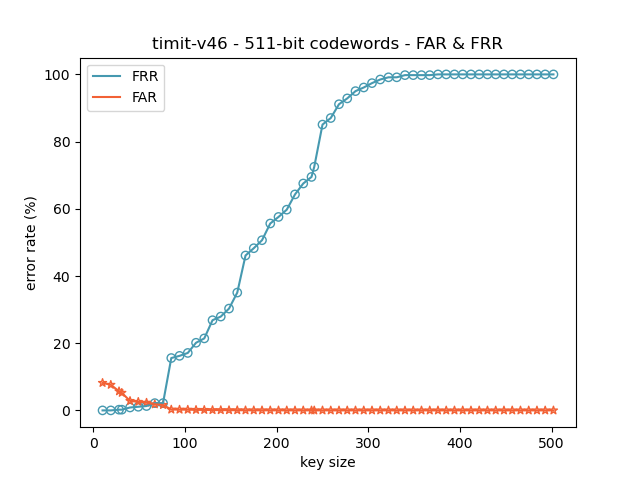 timit-v46 - 511-bit codewords - FAR & FRR
FRR
FAR
100
80
60
40
20
0
error rate (%)
0 100 200 300 400 500
key size